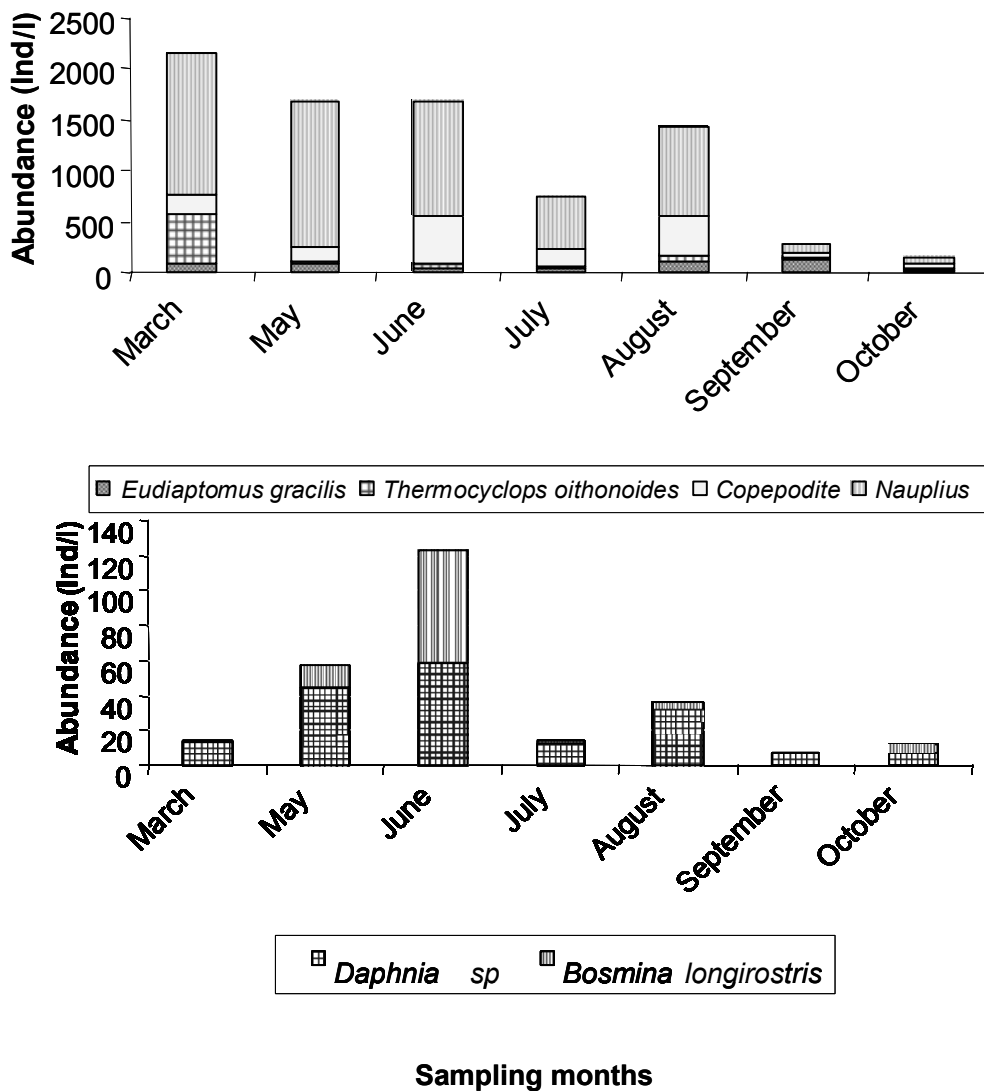 Abundance (Ind/l)
2500
2000
1500
1000
500
0
March
May
June
July
August
September
October
Eudiaptomus gracilis Thermocyclops oithonoides Copepodite Nauplius
Abundance (Ind/l)
140
120
100
80
60
40
20
0
March
May
June
July
August
September
October
Daphnia sp Bosmina longirostris
Sampling months